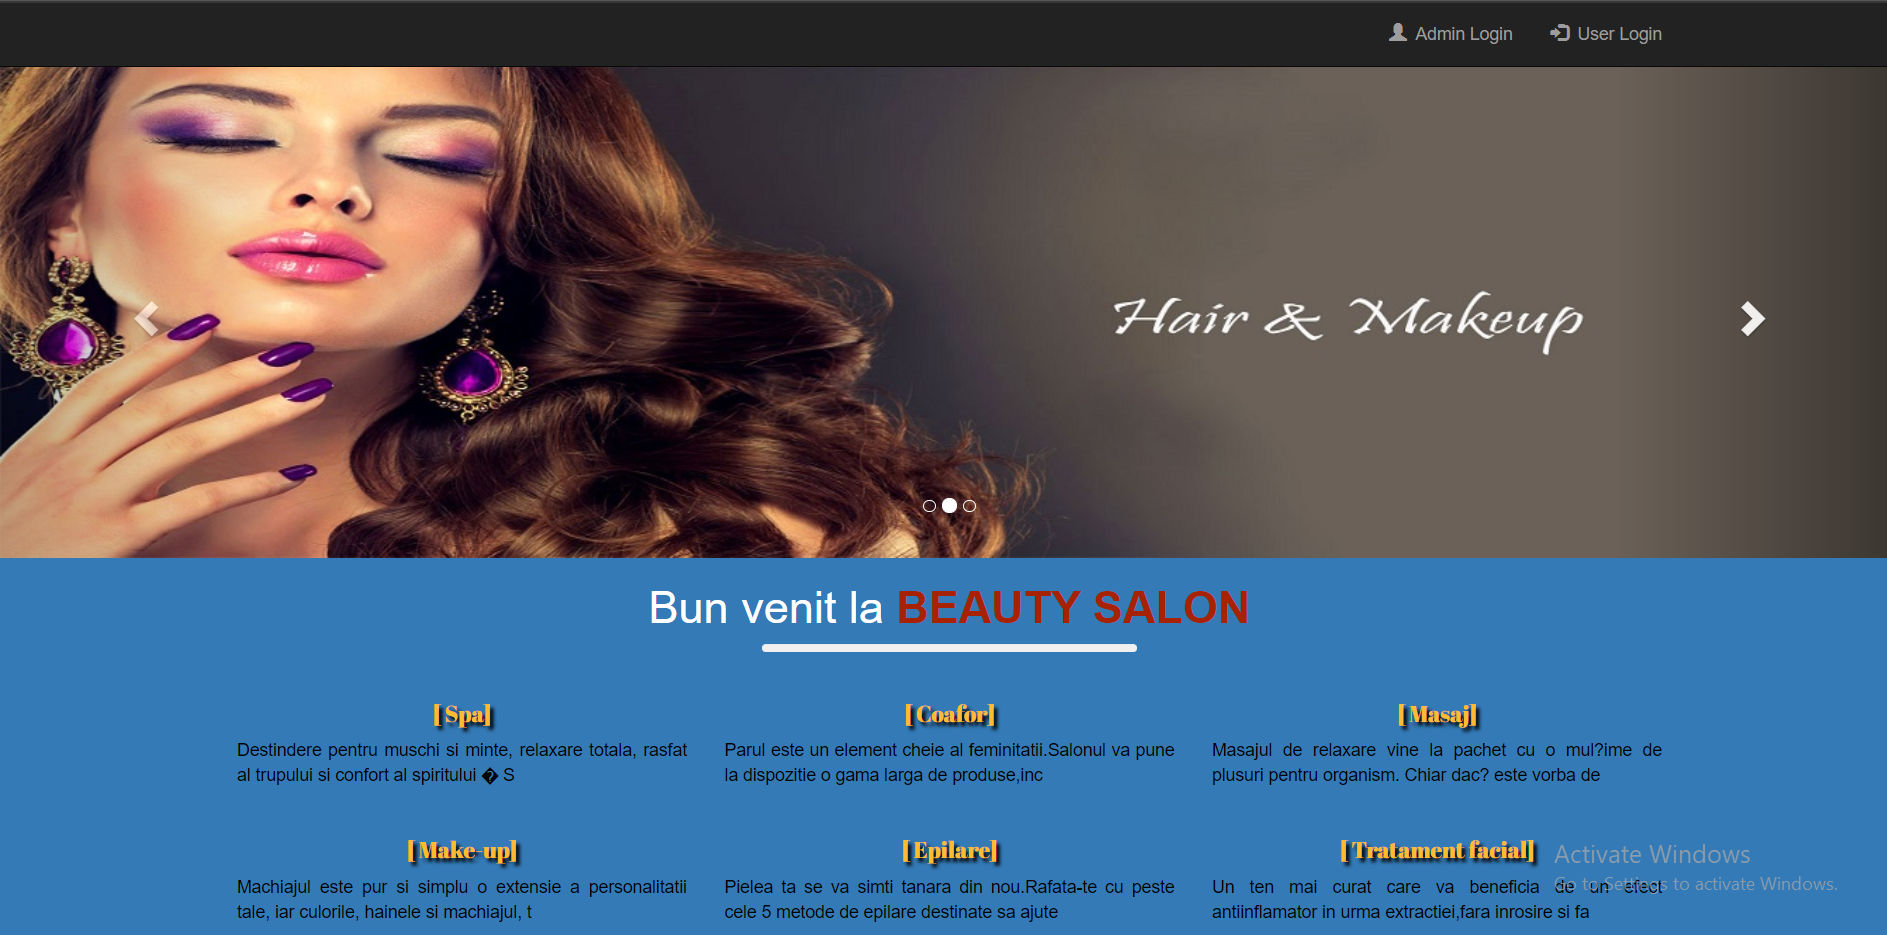 Admin Login User Login
Hair & Makeup
Bun venit la BEAUTY SALON
[Spa] [Coafor] [Masaj]
Destindere pentru muschi si minte, relaxare totala, rasfat
al trupului si confort al spiritului � S
Parul este un element cheie al feminitatii.Salonul va pune
la dispozitie o gama larga de produse,inc
Masajul de relaxare vine la pachet cu o mul?ime de
plusuri pentru organism. Chiar dac? este vorba de
[Make-up] [Epilare] [Tratament facial]
Machiajul este pur si simplu o extensie a personalitatii
tale, iar culorile, hainele si machiajul, t
Pielea ta se va simti tanara din nou.Rafata-te cu peste
cele 5 metode de epilare destinate sa ajute
Un ten mai curat care va beneficia de un efect
antiinflamator in urma extractiei,fara inrosire si fa
Activate Windows
Go to Settings to activate Windows.